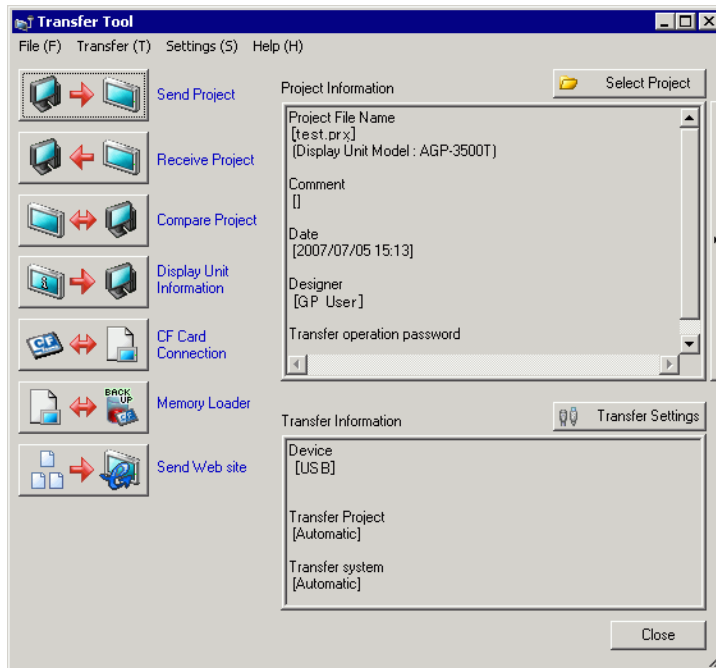 Transfer Tool
File (F) Transfer (T) Settings (S) Help (H)
Send Project
Receive Project
Compare Project
Display Unit
Information
CF
CF Card
Connection
BACK
UP
CF
Memory Loader
Send Web site
Project Information
Select Project
Project File Name
[test.prx]
(Display Unit Model : AGP-3500T)
Comment
[]
Date
[2007/07/05 15:13]
Designer
[GP User]
Transfer operation password
Transfer Information
Transfer Settings
Device
[USB]
Transfer Project
[Automatic]
Transfer system
[Automatic]
Close